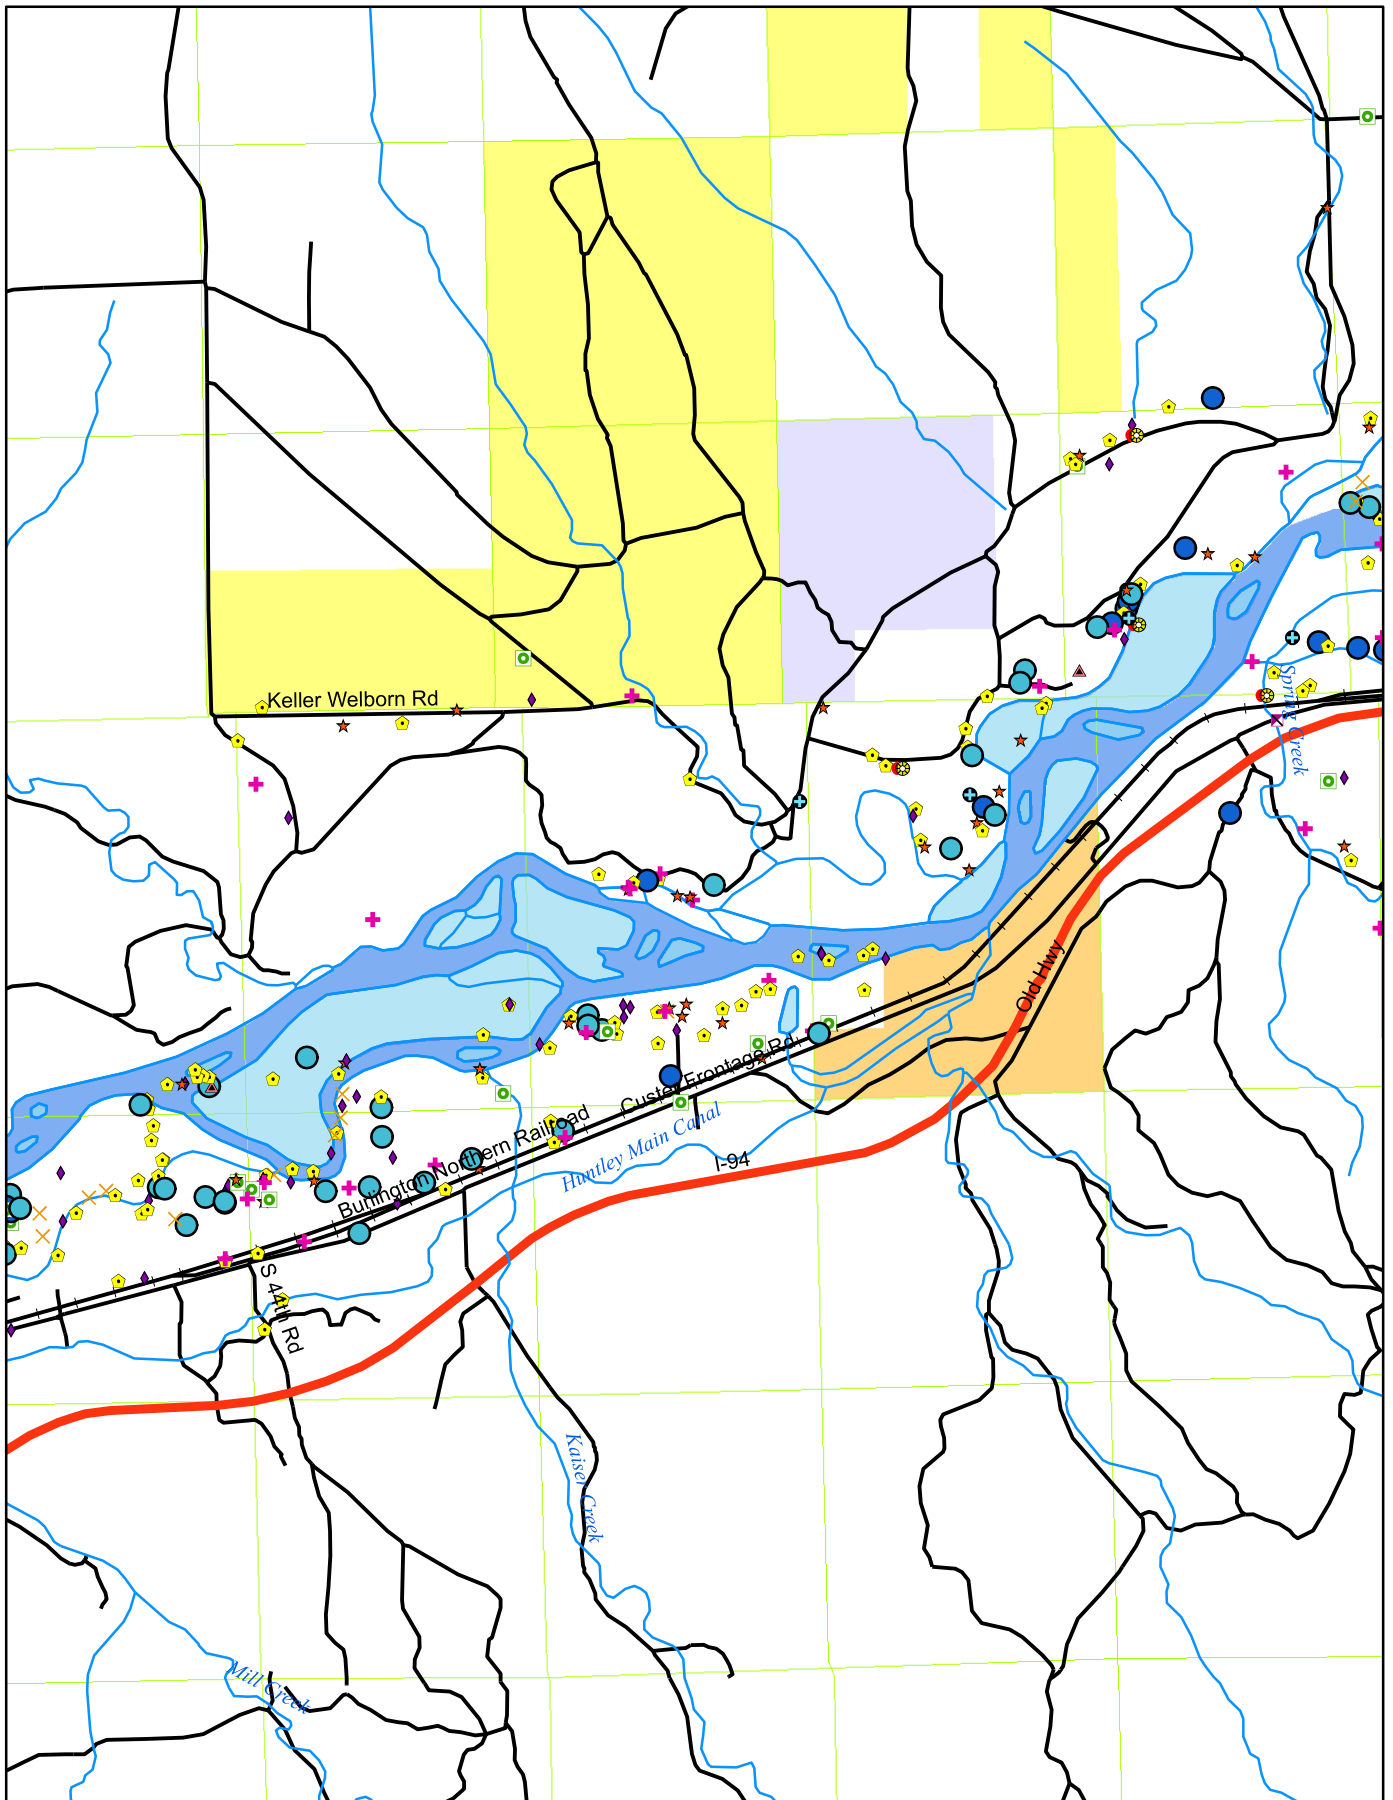 Keller Welborn Rd
Spring Creek
Old Hwy
Custer Frontage Rd
Burlington Northern Railroad
Huntley Main Canal
I-94
S 44th Rd
Kaiser Creek
Mill Creek